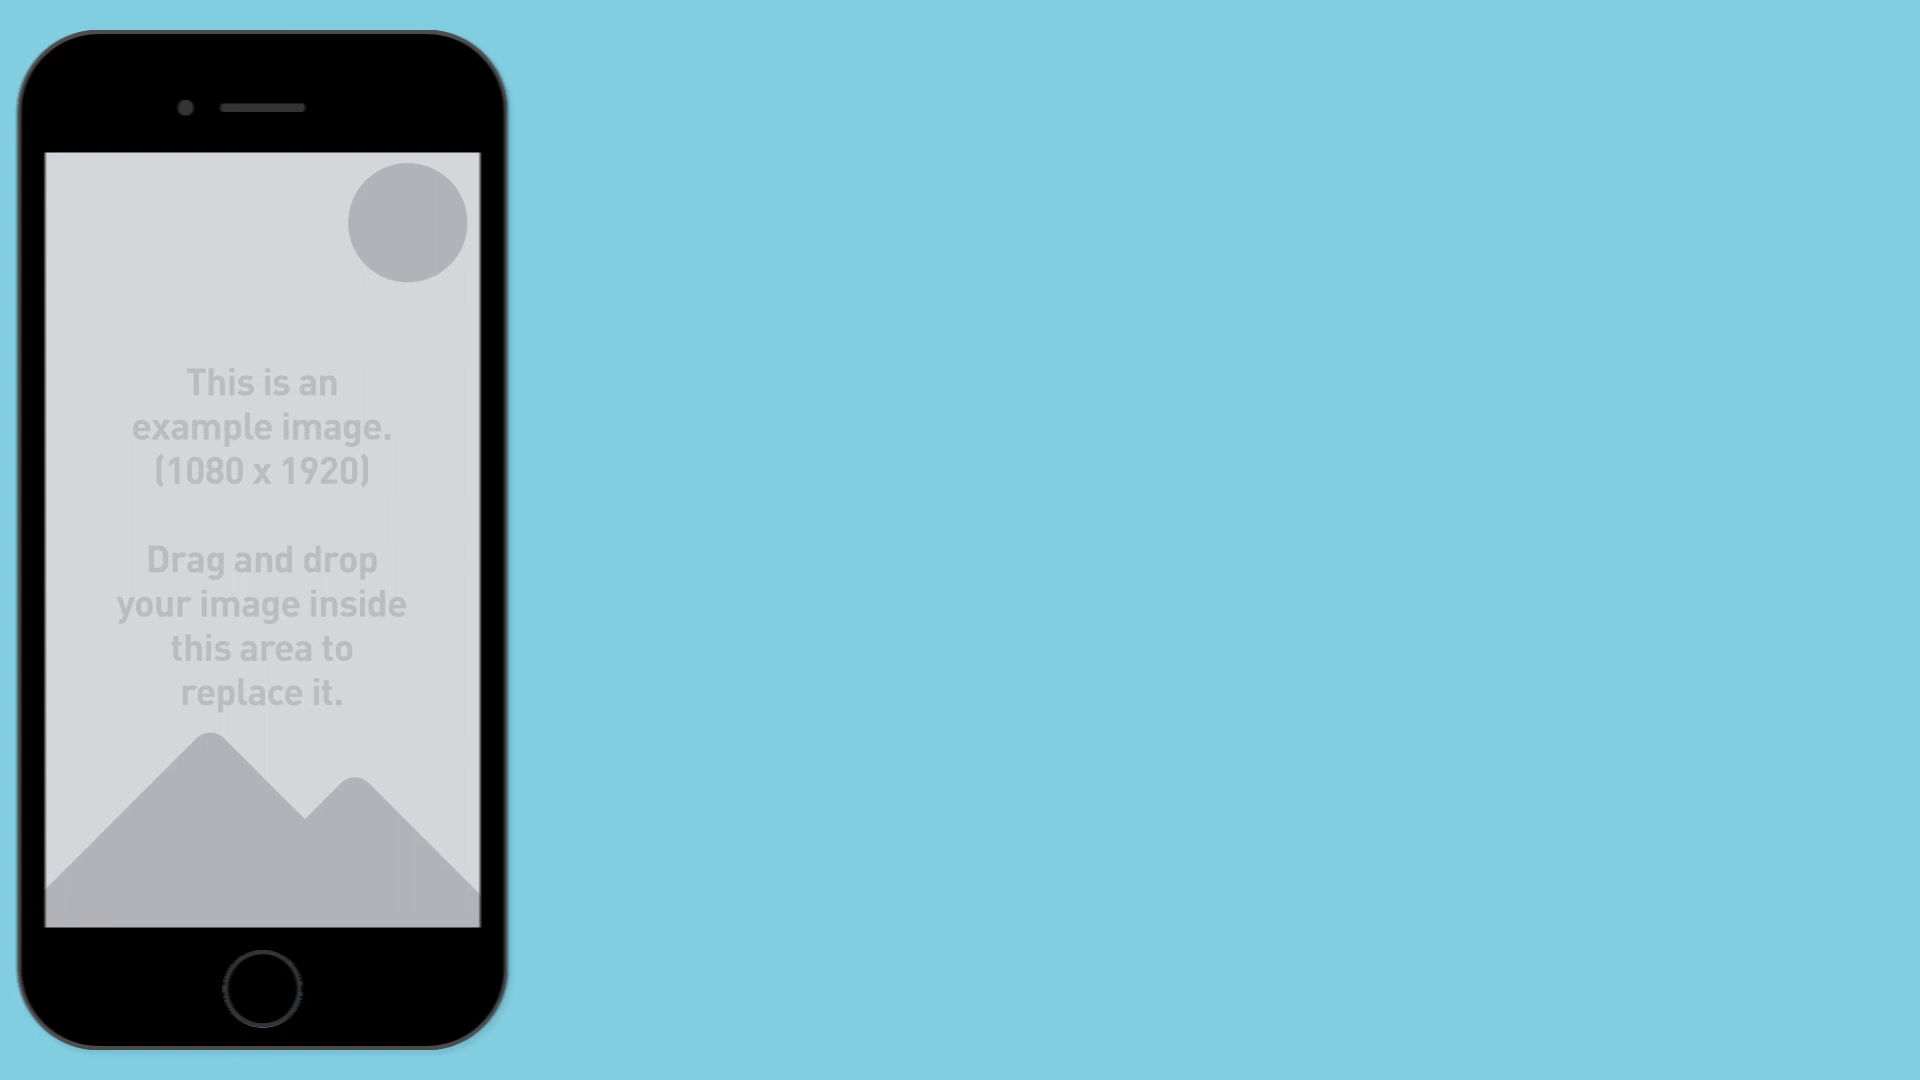 This is an
example image.
(1080 x 1920)
Drag and drop
your image inside
this area to
replace it.